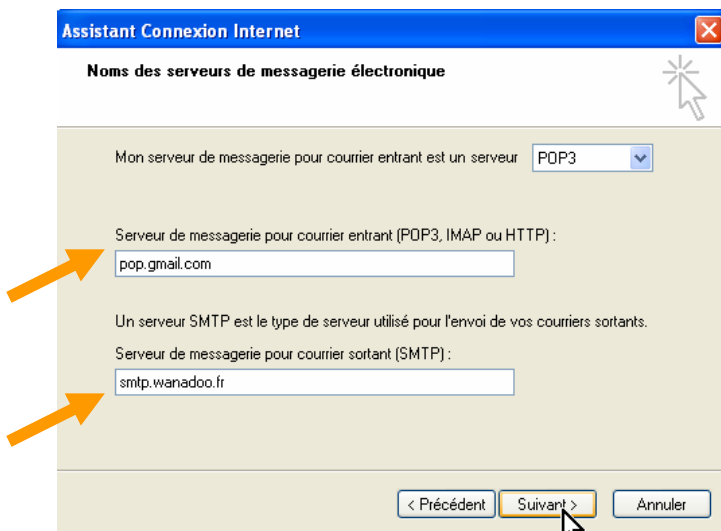 Assistant Connexion Internet
Noms des serveurs de messagerie électronique
Mon serveur de messagerie pour courrier entrant est un serveur POP3
Serveur de messagerie pour courrier entrant (POP3, IMAP ou HTTP) :
pop.gmail.com
Un serveur SMTP est le type de serveur utilisé pour l'envoi de vos courriers sortants.
Serveur de messagerie pour courrier sortant (SMTP) :
smtp.wanadoo.fr
< Précédent Suivant > Annuler